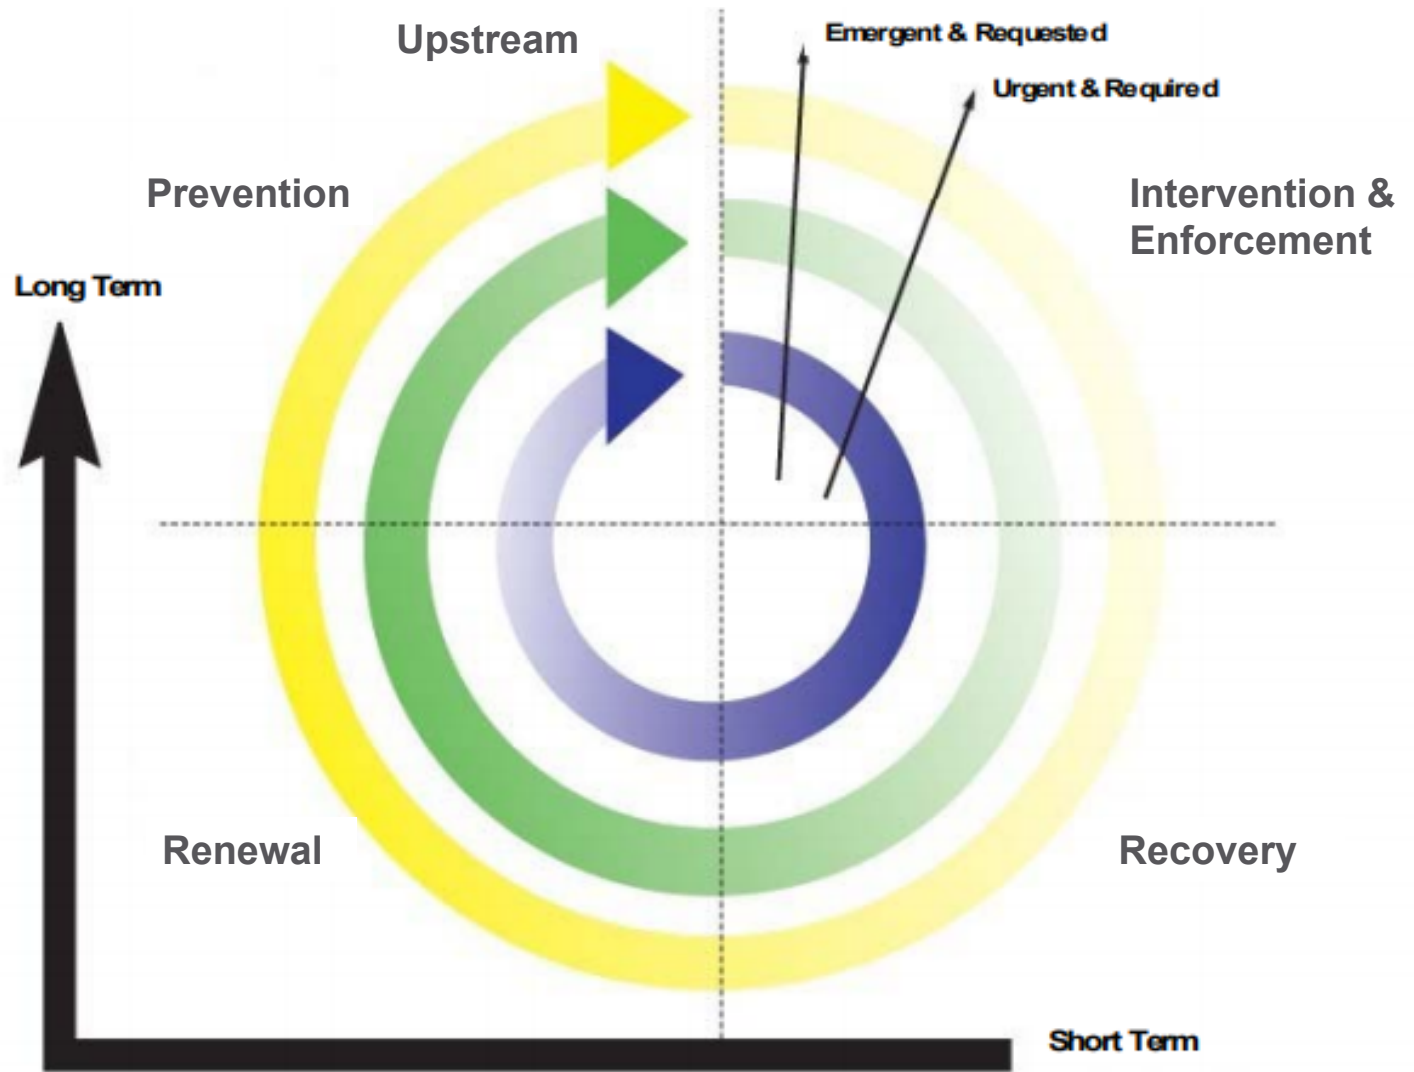 Upstream
Emergent & Requested
Urgent & Required
Prevention
Intervention &
Enforcement
Long Term
Renewal
Recovery
Short Term